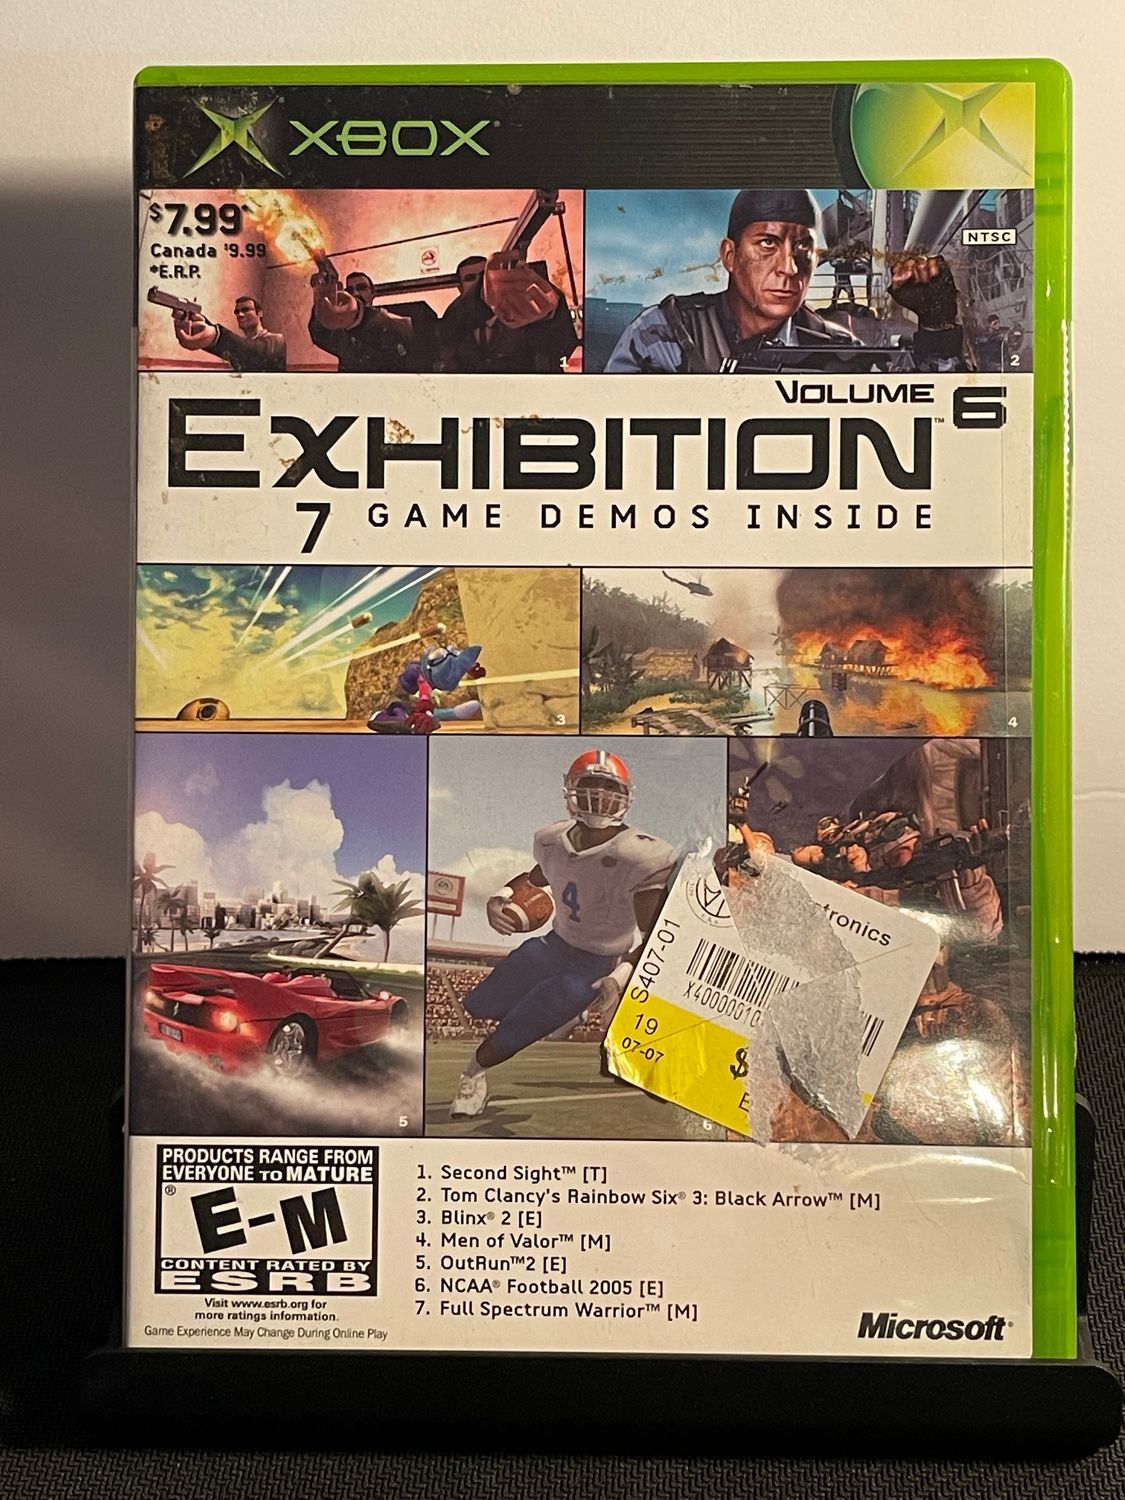 XBOX®
$7.99*
Canada $9.99
*E.R.P.
NTSC
1
2
VOLUME 6
EXHIBITION™
7 GAME DEMOS INSIDE
3
4
4
tronics
S407-01
X40000010
19
07-07
$
E
5
6
PRODUCTS RANGE FROM
EVERYONE TO MATURE
®
E-M
CONTENT RATED BY
ESRB
Visit www.esrb.org for
more ratings information.
Game Experience May Change During Online Play
1. Second Sight™ [T]
2. Tom Clancy's Rainbow Six® 3: Black Arrow™ [M]
3. Blinx® 2 [E]
4. Men of Valor™ [M]
5. OutRun™2 [E]
6. NCAA® Football 2005 [E]
7. Full Spectrum Warrior™ [M]
Microsoft®